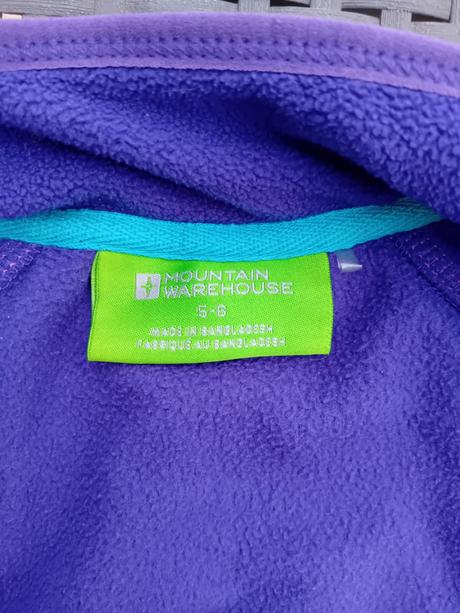 MOUNTAIN
WAREHOUSE
5-6
MADE IN BANGLADESH
FABRIQUÉ AU BANGLADESH